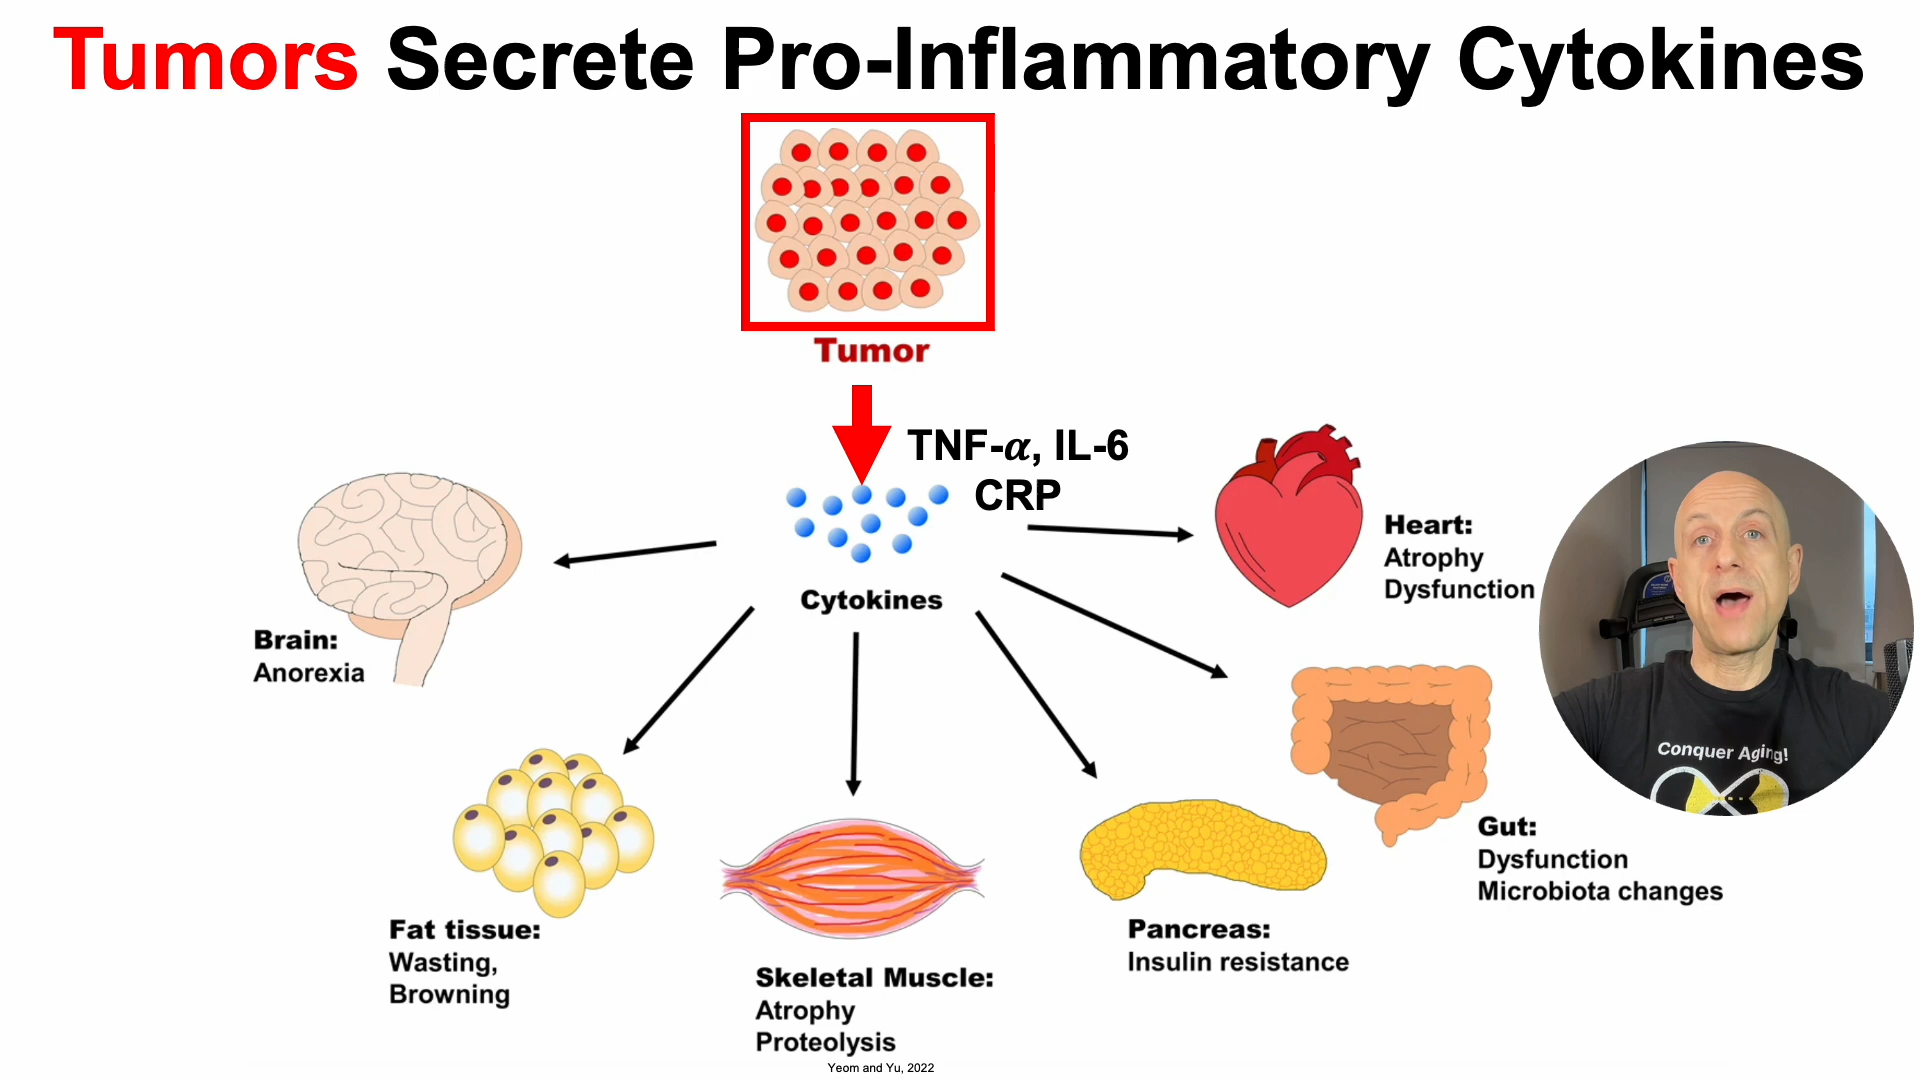 Tumors Secrete Pro-Inflammatory Cytokines
Tumor
TNF-α, IL-6
CRP
Cytokines
Brain:
Anorexia
Heart:
Atrophy
Dysfunction
Conquer Aging!
Gut:
Dysfunction
Microbiota changes
Fat tissue:
Wasting,
Browning
Skeletal Muscle:
Atrophy
Proteolysis
Pancreas:
Insulin resistance
Yeom and Yu, 2022